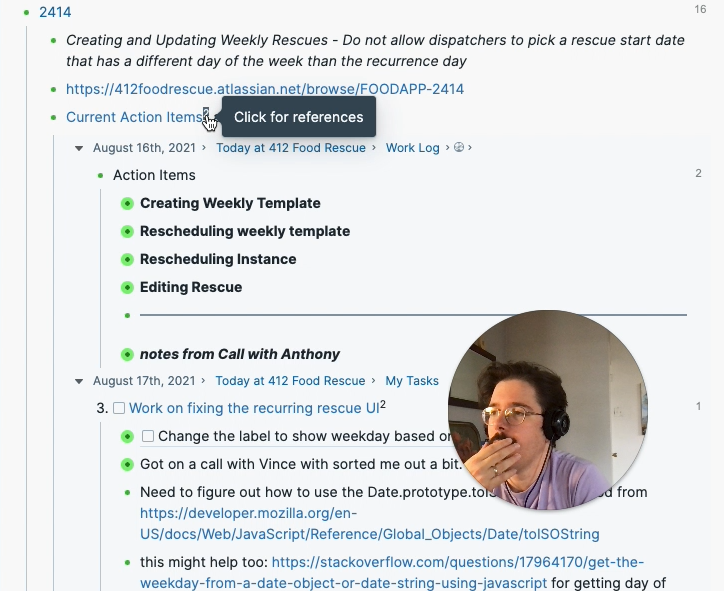 2414
16
Creating and Updating Weekly Rescues - Do not allow dispatchers to pick a rescue start date
that has a different day of the week than the recurrence day
https://412foodrescue.atlassian.net/browse/FOODAPP-2414
Current Action Items
Click for references
August 16th, 2021 › Today at 412 Food Rescue › Work Log › ›
Action Items
2
Creating Weekly Template
Rescheduling weekly template
Rescheduling Instance
Editing Rescue
notes from Call with Anthony
August 17th, 2021 › Today at 412 Food Rescue › My Tasks
3. Work on fixing the recurring rescue UI2
1
Change the label to show weekday based
Got on a call with Vince with sorted me out a bit.
Need to figure out how to use the Date.prototype. from
https://developer.mozilla.org/en-
US/docs/Web/JavaScript/Reference/Global_Objects/Date/toISOString
this might help too: https://stackoverflow.com/questions/17964170/get-the-
weekday-from-a-date-object-or-date-string-using-javascript for getting day of